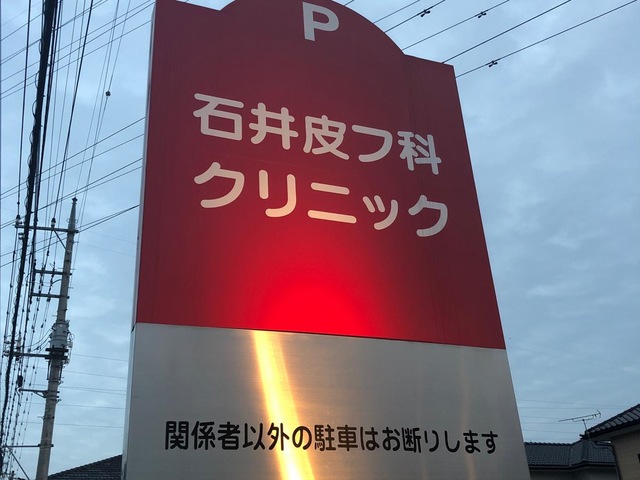 P
石井皮フ科
クリニック
関係者以外の駐車はお断りします